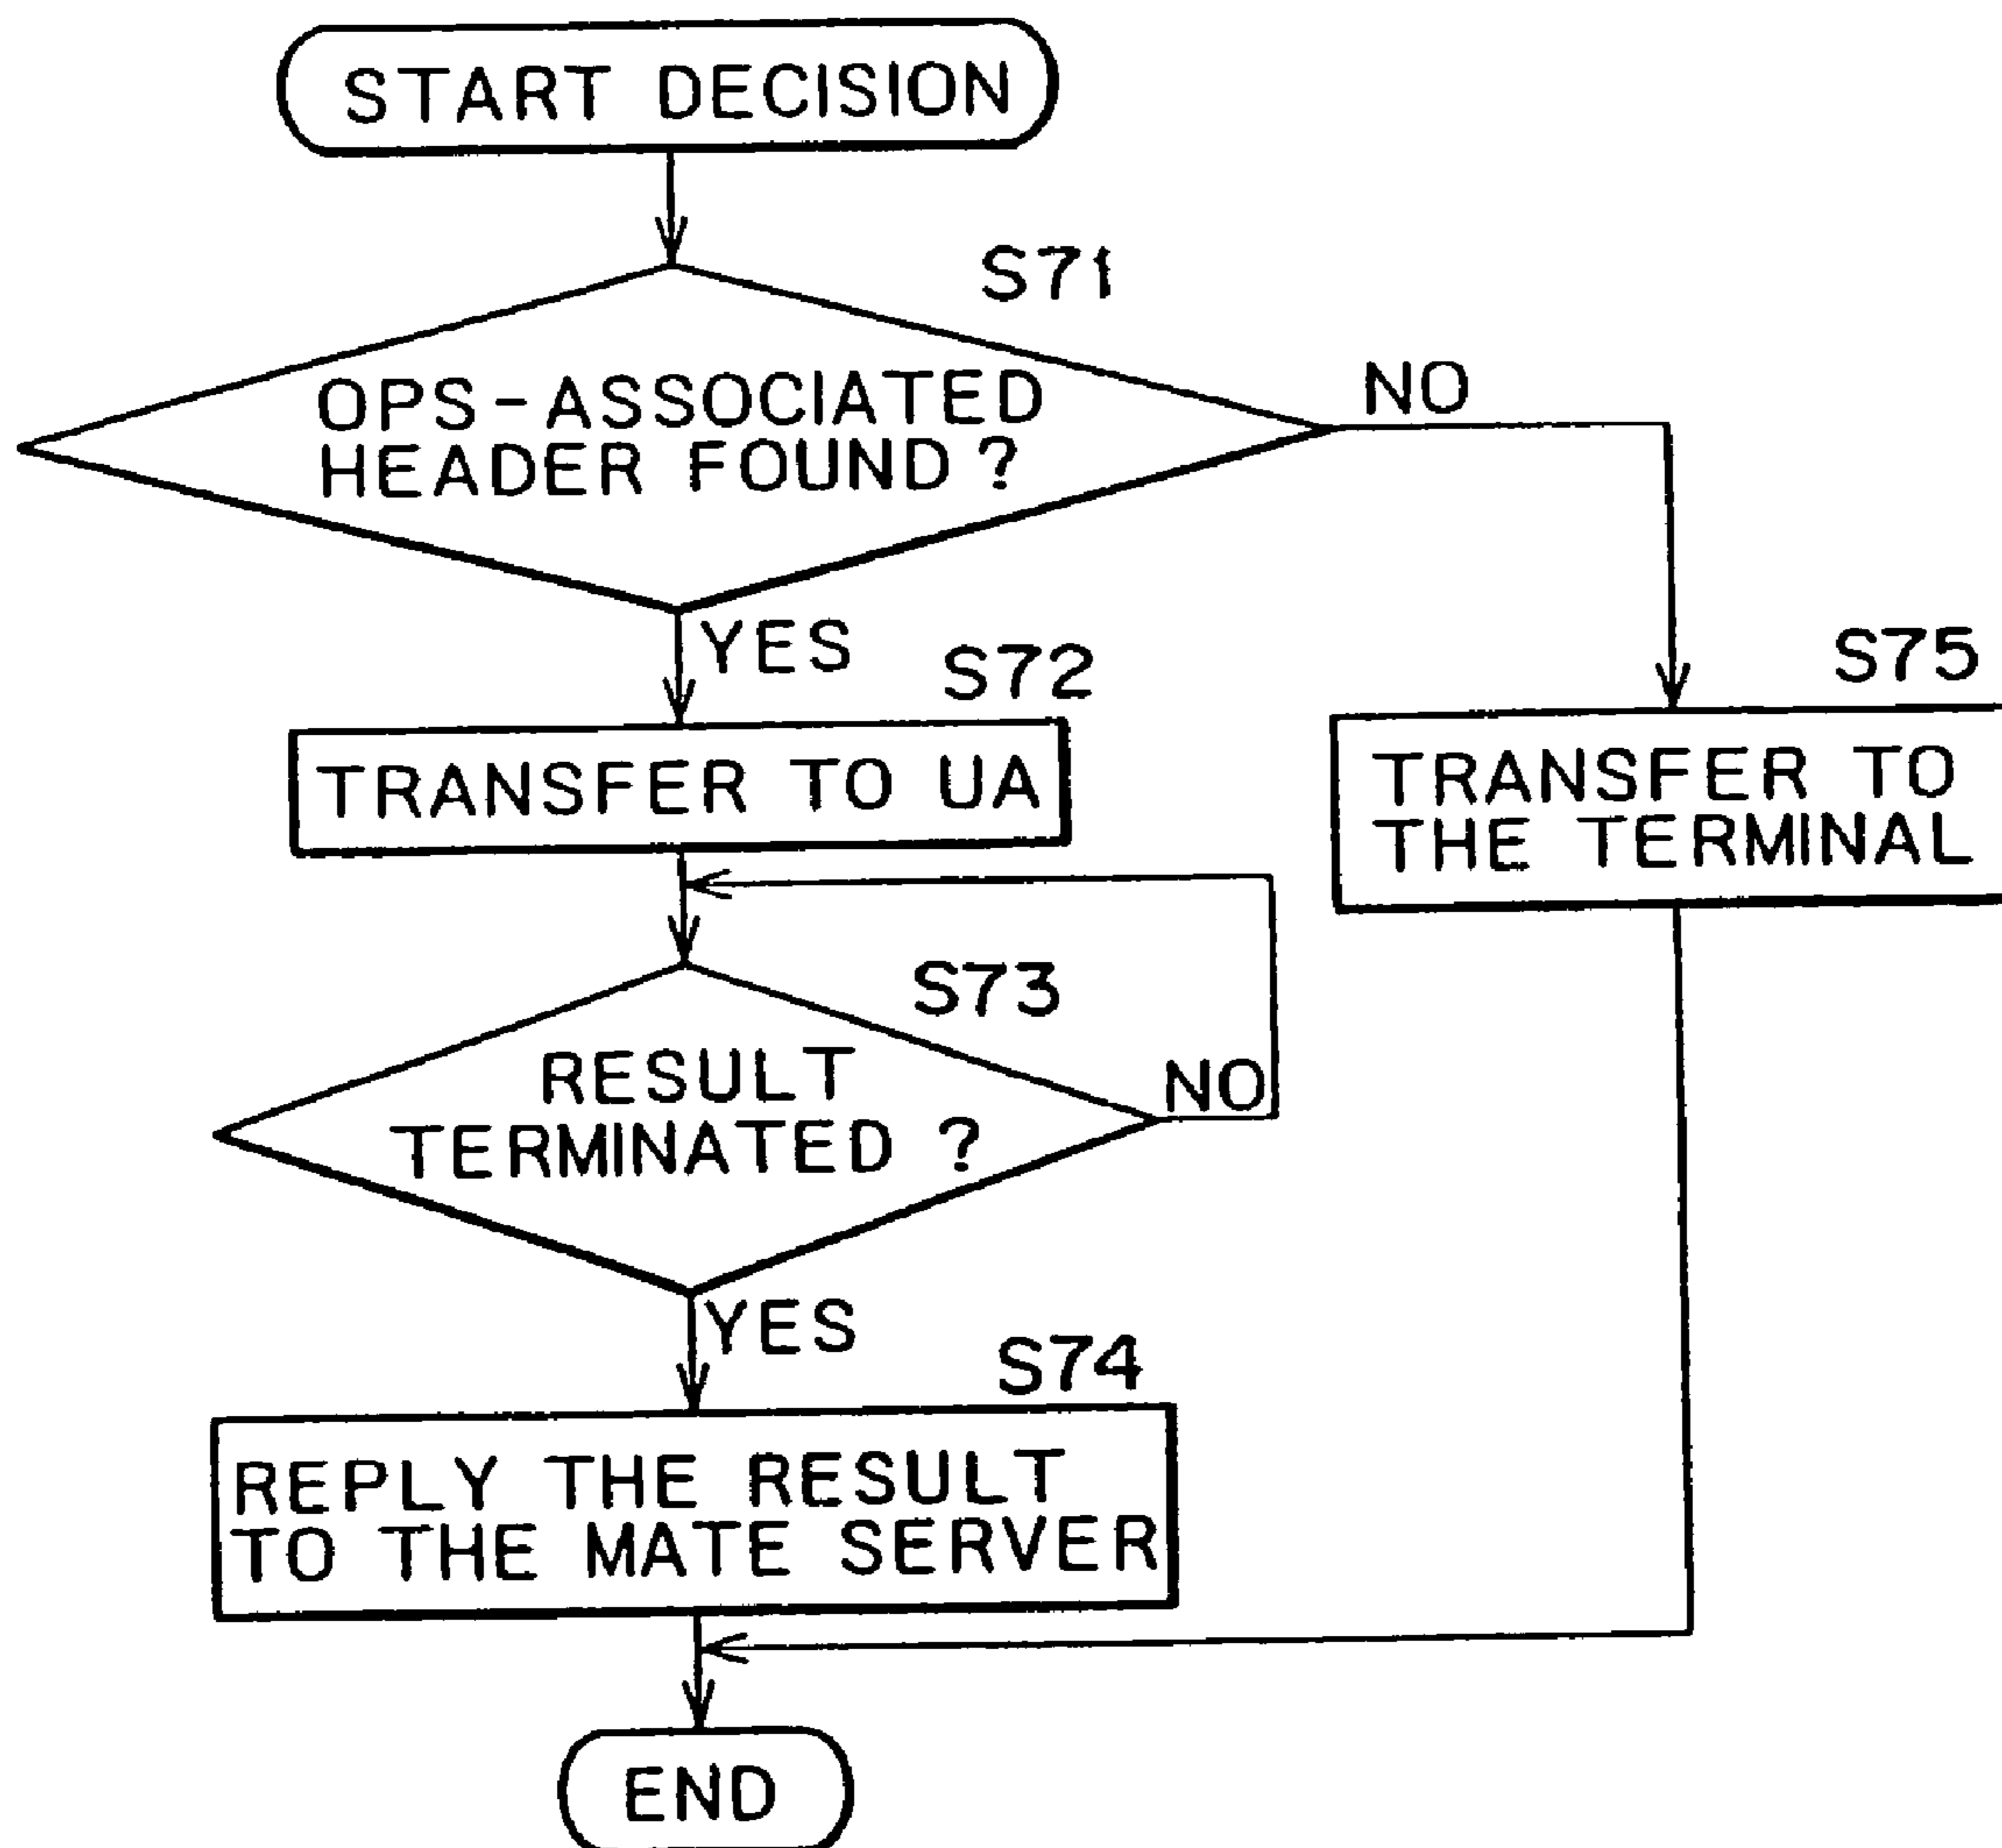 START DECISION
S71
OPS-ASSOCIATED
HEADER FOUND ?
NO
YES
S72
TRANSFER TO UA
S75
TRANSFER TO
THE TERMINAL
S73
RESULT
TERMINATED ?
NO
YES
S74
REPLY THE RESULT
TO THE MATE SERVER
END